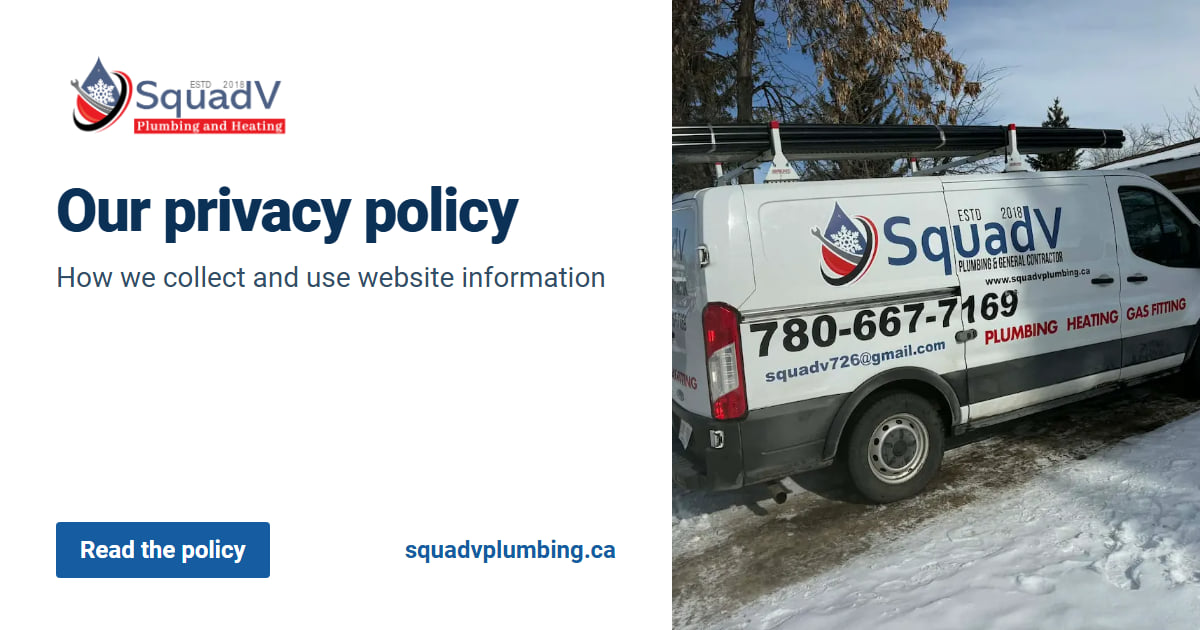 ESTD 2018
SquadV
Plumbing and Heating
Our privacy policy
How we collect and use website information
Read the policy
squadvplumbing.ca
ESTD 2018
SquadV
PLUMBING & GENERAL CONTRACTOR
www.squadvplumbing.ca
780-667-7169
PLUMBING HEATING GAS FITTING
squadv726@gmail.com